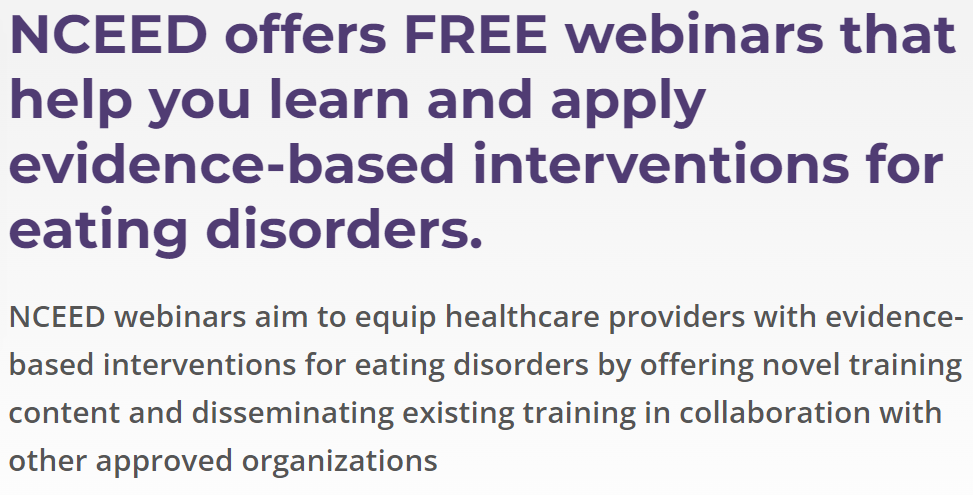 NCEED offers FREE webinars that
help you learn and apply
evidence-based interventions for
eating disorders.
NCEED webinars aim to equip healthcare providers with evidence-
based interventions for eating disorders by offering novel training
content and disseminating existing training in collaboration with
other approved organizations